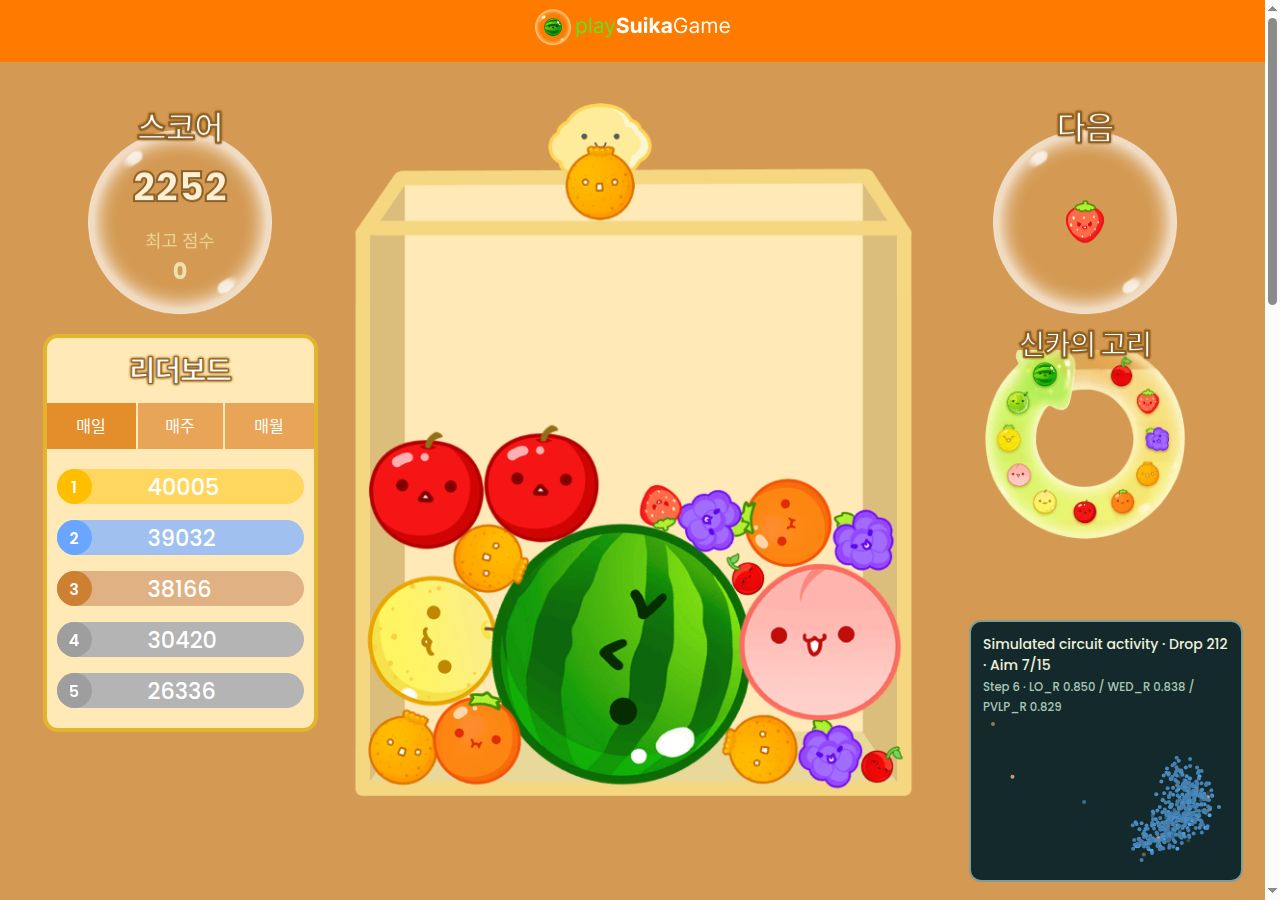 playSuikaGame
스코어
2252
최고 점수
0
다음
신카의 고리
리더보드
매일 매주 매월
1 40005
2 39032
3 38166
4 30420
5 26336
Simulated circuit activity · Drop 212
· Aim 7/15
Step 6 · LO_R 0.850 / WED_R 0.838 /
PVLP_R 0.829